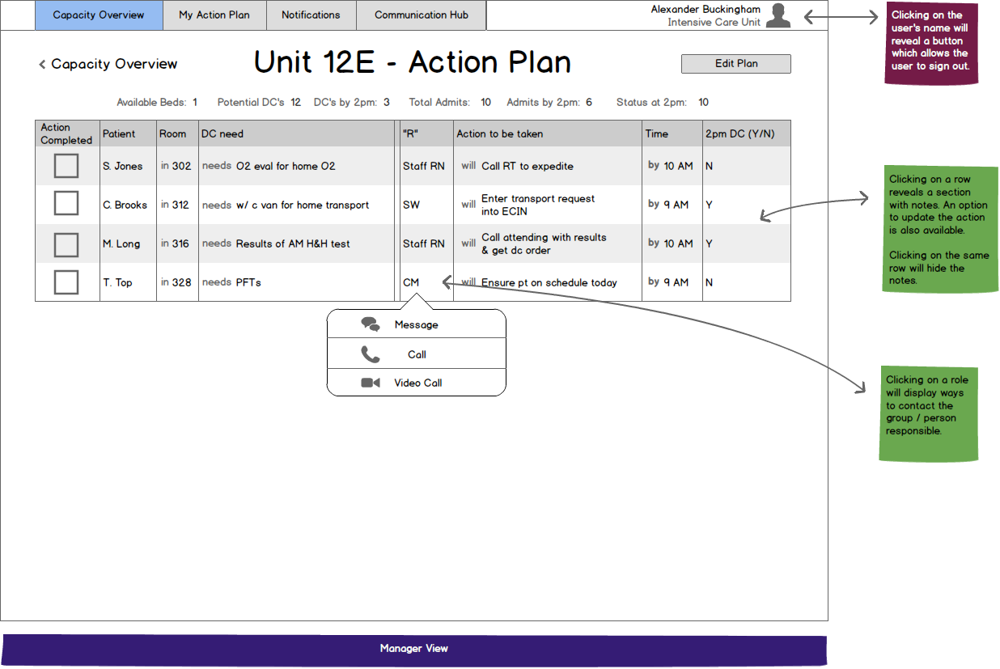 Capacity Overview My Action Plan Notifications Communication Hub
Alexander Buckingham
Intensive Care Unit
< Capacity Overview
Unit 12E - Action Plan
Edit Plan
Available Beds: 1 Potential DC's 12 DC's by 2pm: 3 Total Admits: 10 Admits by 2pm: 6 Status at 2pm: 10
Action
Completed
Patient Room DC need "R" Action to be taken Time 2pm DC (Y/N)
S. Jones in 302 needs O2 eval for home O2 Staff RN will Call RT to expedite by 10 AM N
C. Brooks in 312 needs w/ c van for home transport SW will Enter transport request
into ECIN
by 9 AM Y
M. Long in 316 needs Results of AM H&H test Staff RN will Call attending with results
& get dc order
by 10 AM Y
T. Top in 328 needs PFTs CM will Ensure pt on schedule today by 9 AM N
Message
Call
Video Call
Clicking on the
user's name will
reveal a button
which allows the
user to sign out.
Clicking on a row
reveals a section
with notes. An option
to update the action
is also available.
Clicking on the same
row will hide the
notes.
Clicking on a role
will display ways
to contact the
group / person
responsible.
Manager View